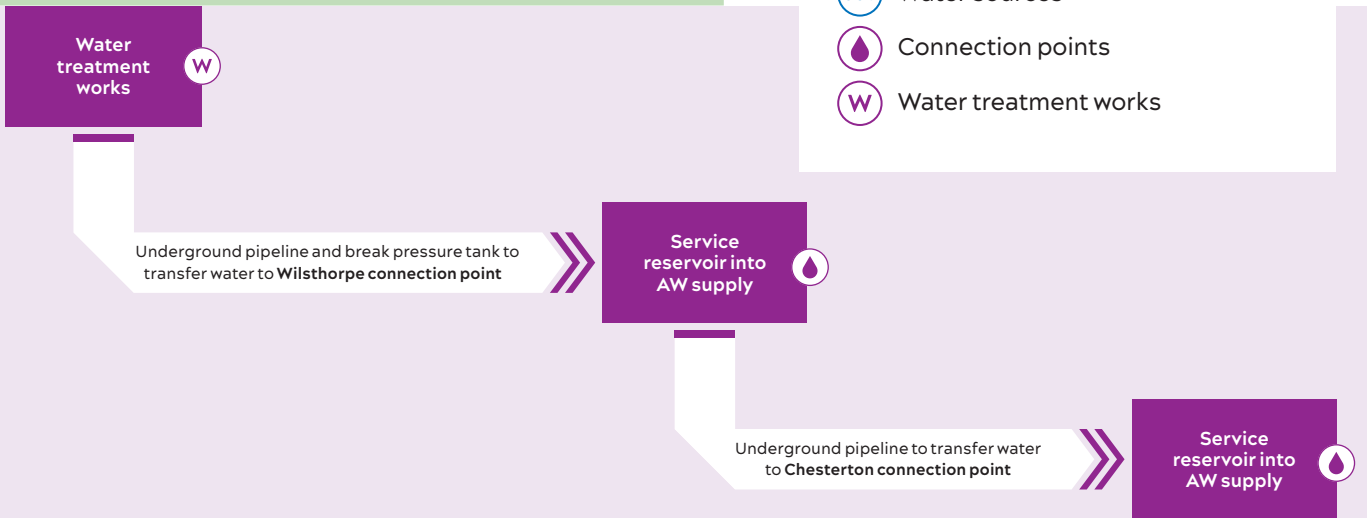 Water Sources
Connection points
W
Water treatment works
Water
treatment
works
W
Underground pipeline and break pressure tank to
transfer water to Wilsthorpe connection point
Service
reservoir into
AW supply
Underground pipeline to transfer water
to Chesterton connection point
Service
reservoir into
AW supply